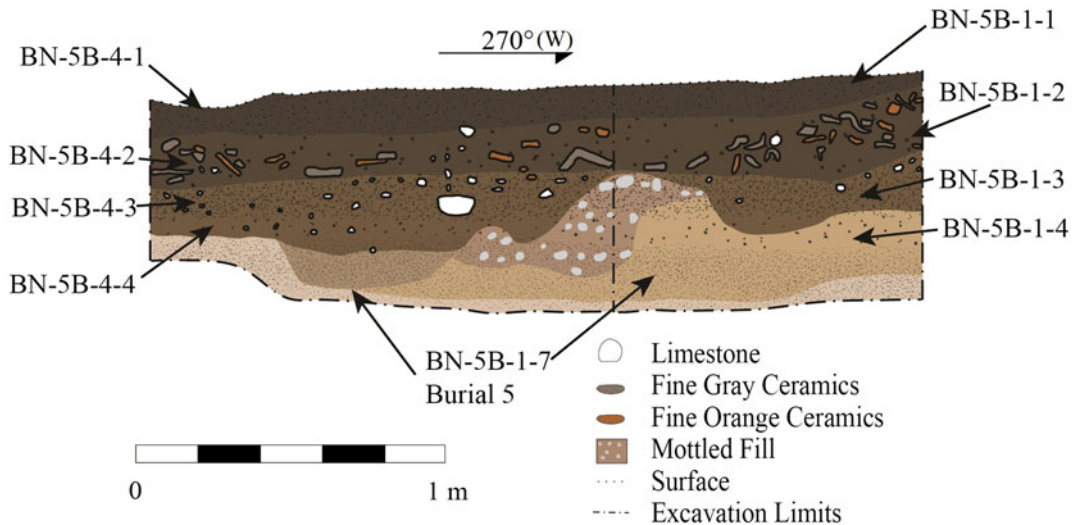 270° (W)
BN-5B-4-1
BN-5B-4-2
BN-5B-4-3
BN-5B-4-4
BN-5B-1-1
BN-5B-1-2
BN-5B-1-3
BN-5B-1-4
BN-5B-1-7
Burial 5
Limestone
Fine Gray Ceramics
Fine Orange Ceramics
Mottled Fill
Surface
Excavation Limits
0 1 m